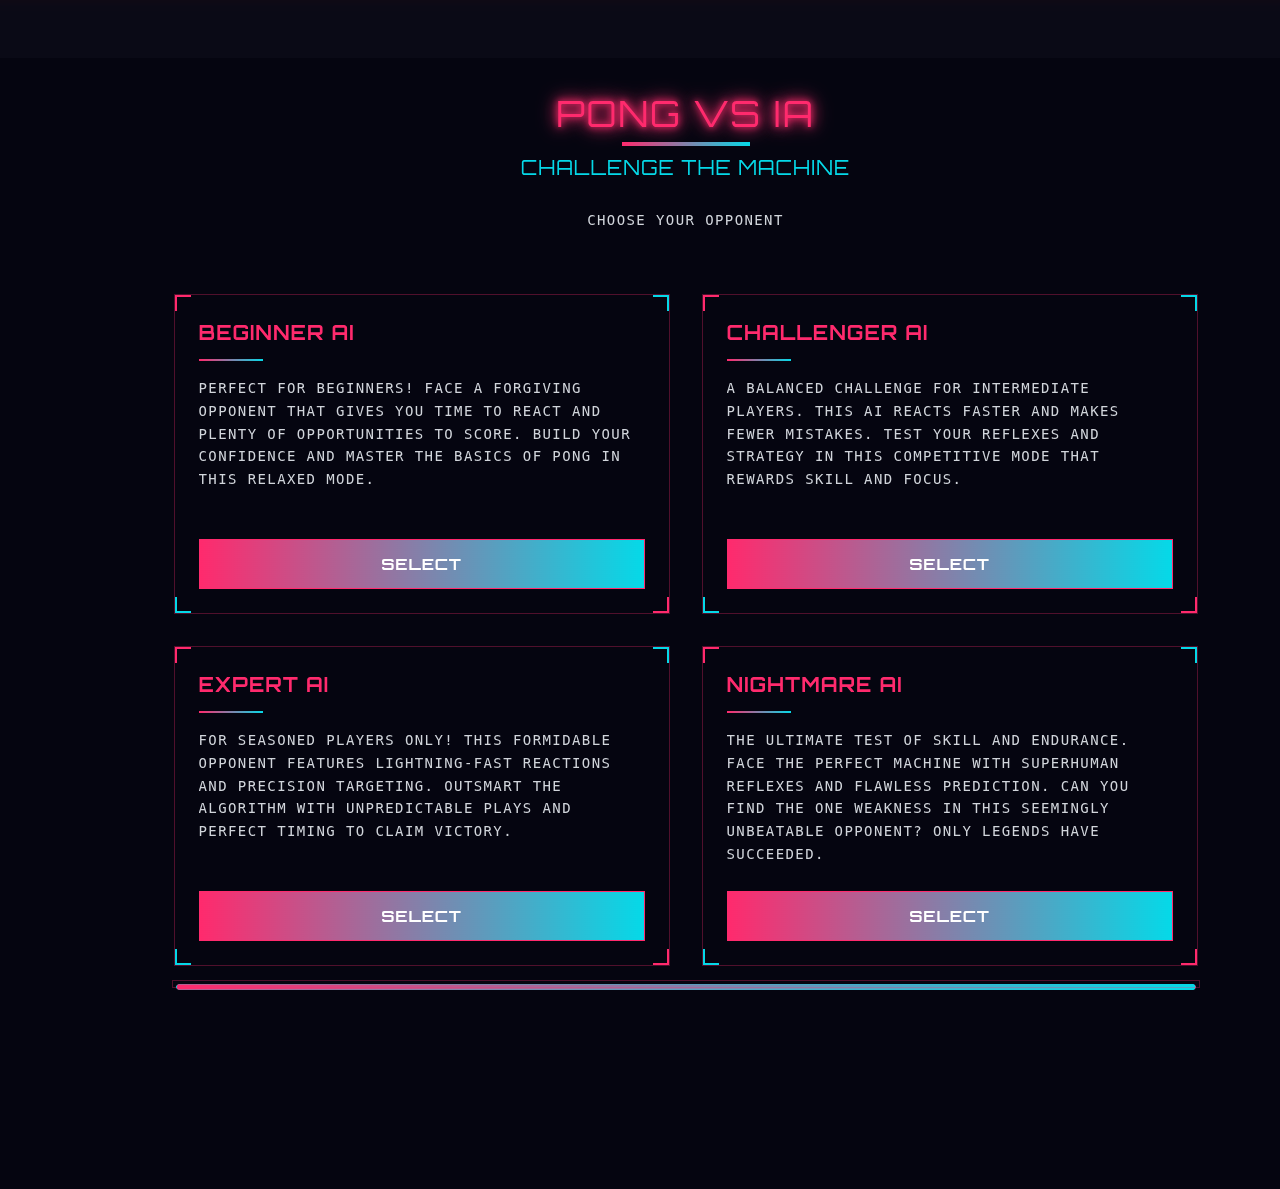 PONG VS IA
CHALLENGE THE MACHINE
CHOOSE YOUR OPPONENT
BEGINNER AI
PERFECT FOR BEGINNERS! FACE A FORGIVING
OPPONENT THAT GIVES YOU TIME TO REACT AND
PLENTY OF OPPORTUNITIES TO SCORE. BUILD YOUR
CONFIDENCE AND MASTER THE BASICS OF PONG IN
THIS RELAXED MODE.
SELECT
CHALLENGER AI
A BALANCED CHALLENGE FOR INTERMEDIATE
PLAYERS. THIS AI REACTS FASTER AND MAKES
FEWER MISTAKES. TEST YOUR REFLEXES AND
STRATEGY IN THIS COMPETITIVE MODE THAT
REWARDS SKILL AND FOCUS.
SELECT
EXPERT AI
FOR SEASONED PLAYERS ONLY! THIS FORMIDABLE
OPPONENT FEATURES LIGHTNING-FAST REACTIONS
AND PRECISION TARGETING. OUTSMART THE
ALGORITHM WITH UNPREDICTABLE PLAYS AND
PERFECT TIMING TO CLAIM VICTORY.
SELECT
NIGHTMARE AI
THE ULTIMATE TEST OF SKILL AND ENDURANCE.
FACE THE PERFECT MACHINE WITH SUPERHUMAN
REFLEXES AND FLAWLESS PREDICTION. CAN YOU
FIND THE ONE WEAKNESS IN THIS SEEMINGLY
UNBEATABLE OPPONENT? ONLY LEGENDS HAVE
SUCCEEDED.
SELECT